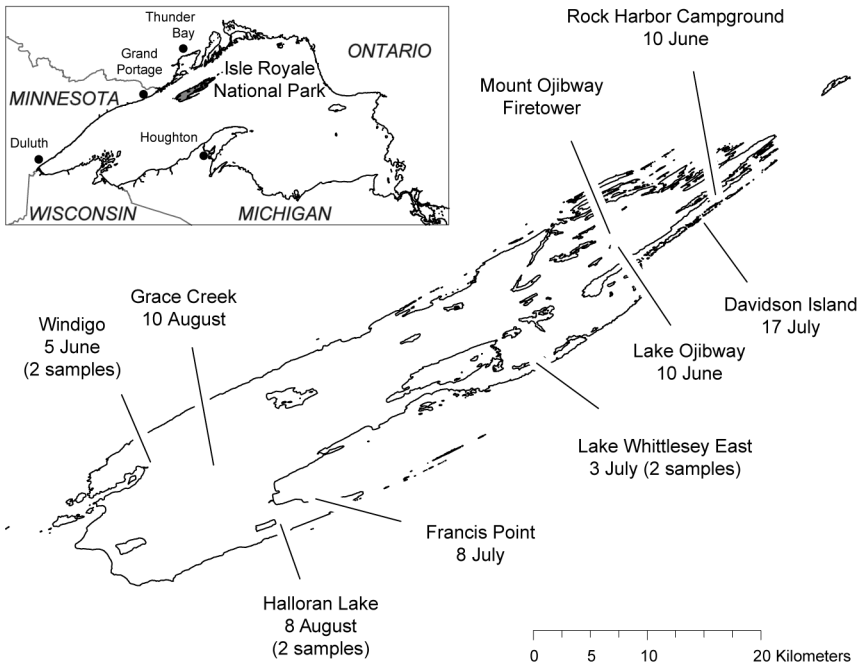 Thunder
Bay
Grand
Portage
ONTARIO
Isle Royale
National Park
MINNESOTA
Duluth
Houghton
WISCONSIN
MICHIGAN
Rock Harbor Campground
10 June
Mount Ojibway
Firetower
Grace Creek
10 August
Windigo
5 June
(2 samples)
Davidson Island
17 July
Lake Ojibway
10 June
Lake Whittlesey East
3 July (2 samples)
Francis Point
8 July
Halloran Lake
8 August
(2 samples)
0 5 10 20 Kilometers